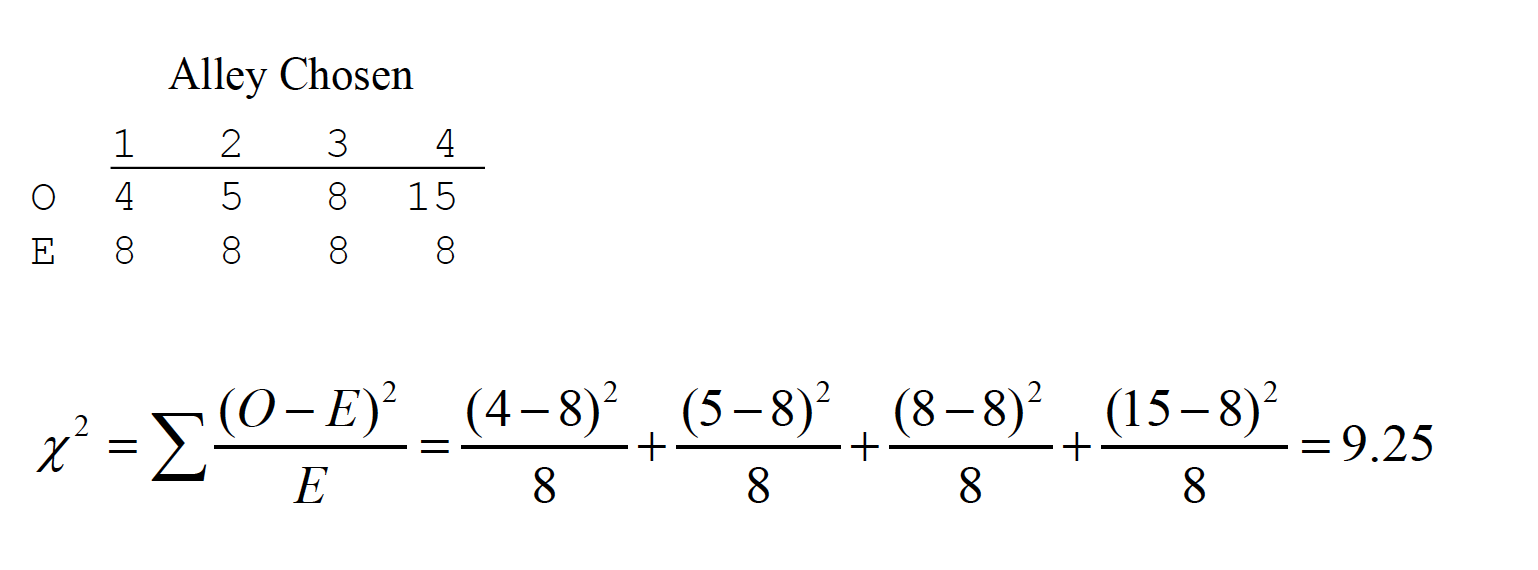 Alley Chosen
1 2 3 4
O 4 5 8 15
E 8 8 8 8
χ² = ∑ (O − E)² / E = (4 − 8)² / 8 + (5 − 8)² / 8 + (8 − 8)² / 8 + (15 − 8)² / 8 = 9.25